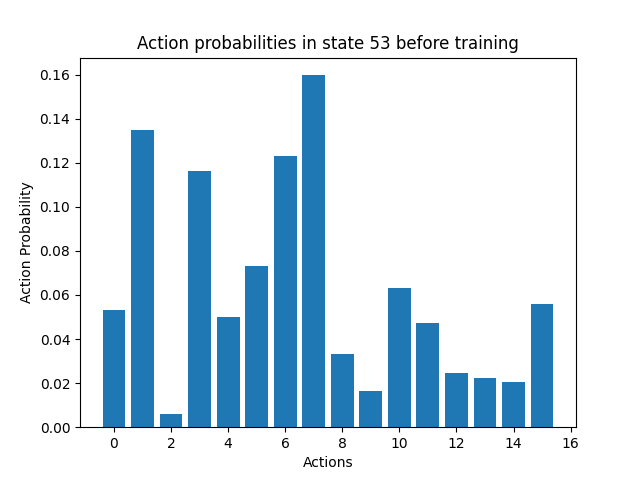 Action probabilities in state 53 before training
0.16
0.14
0.12
0.10
0.08
0.06
0.04
0.02
0.00
Action Probability
0 2 4 6 8 10 12 14 16
Actions